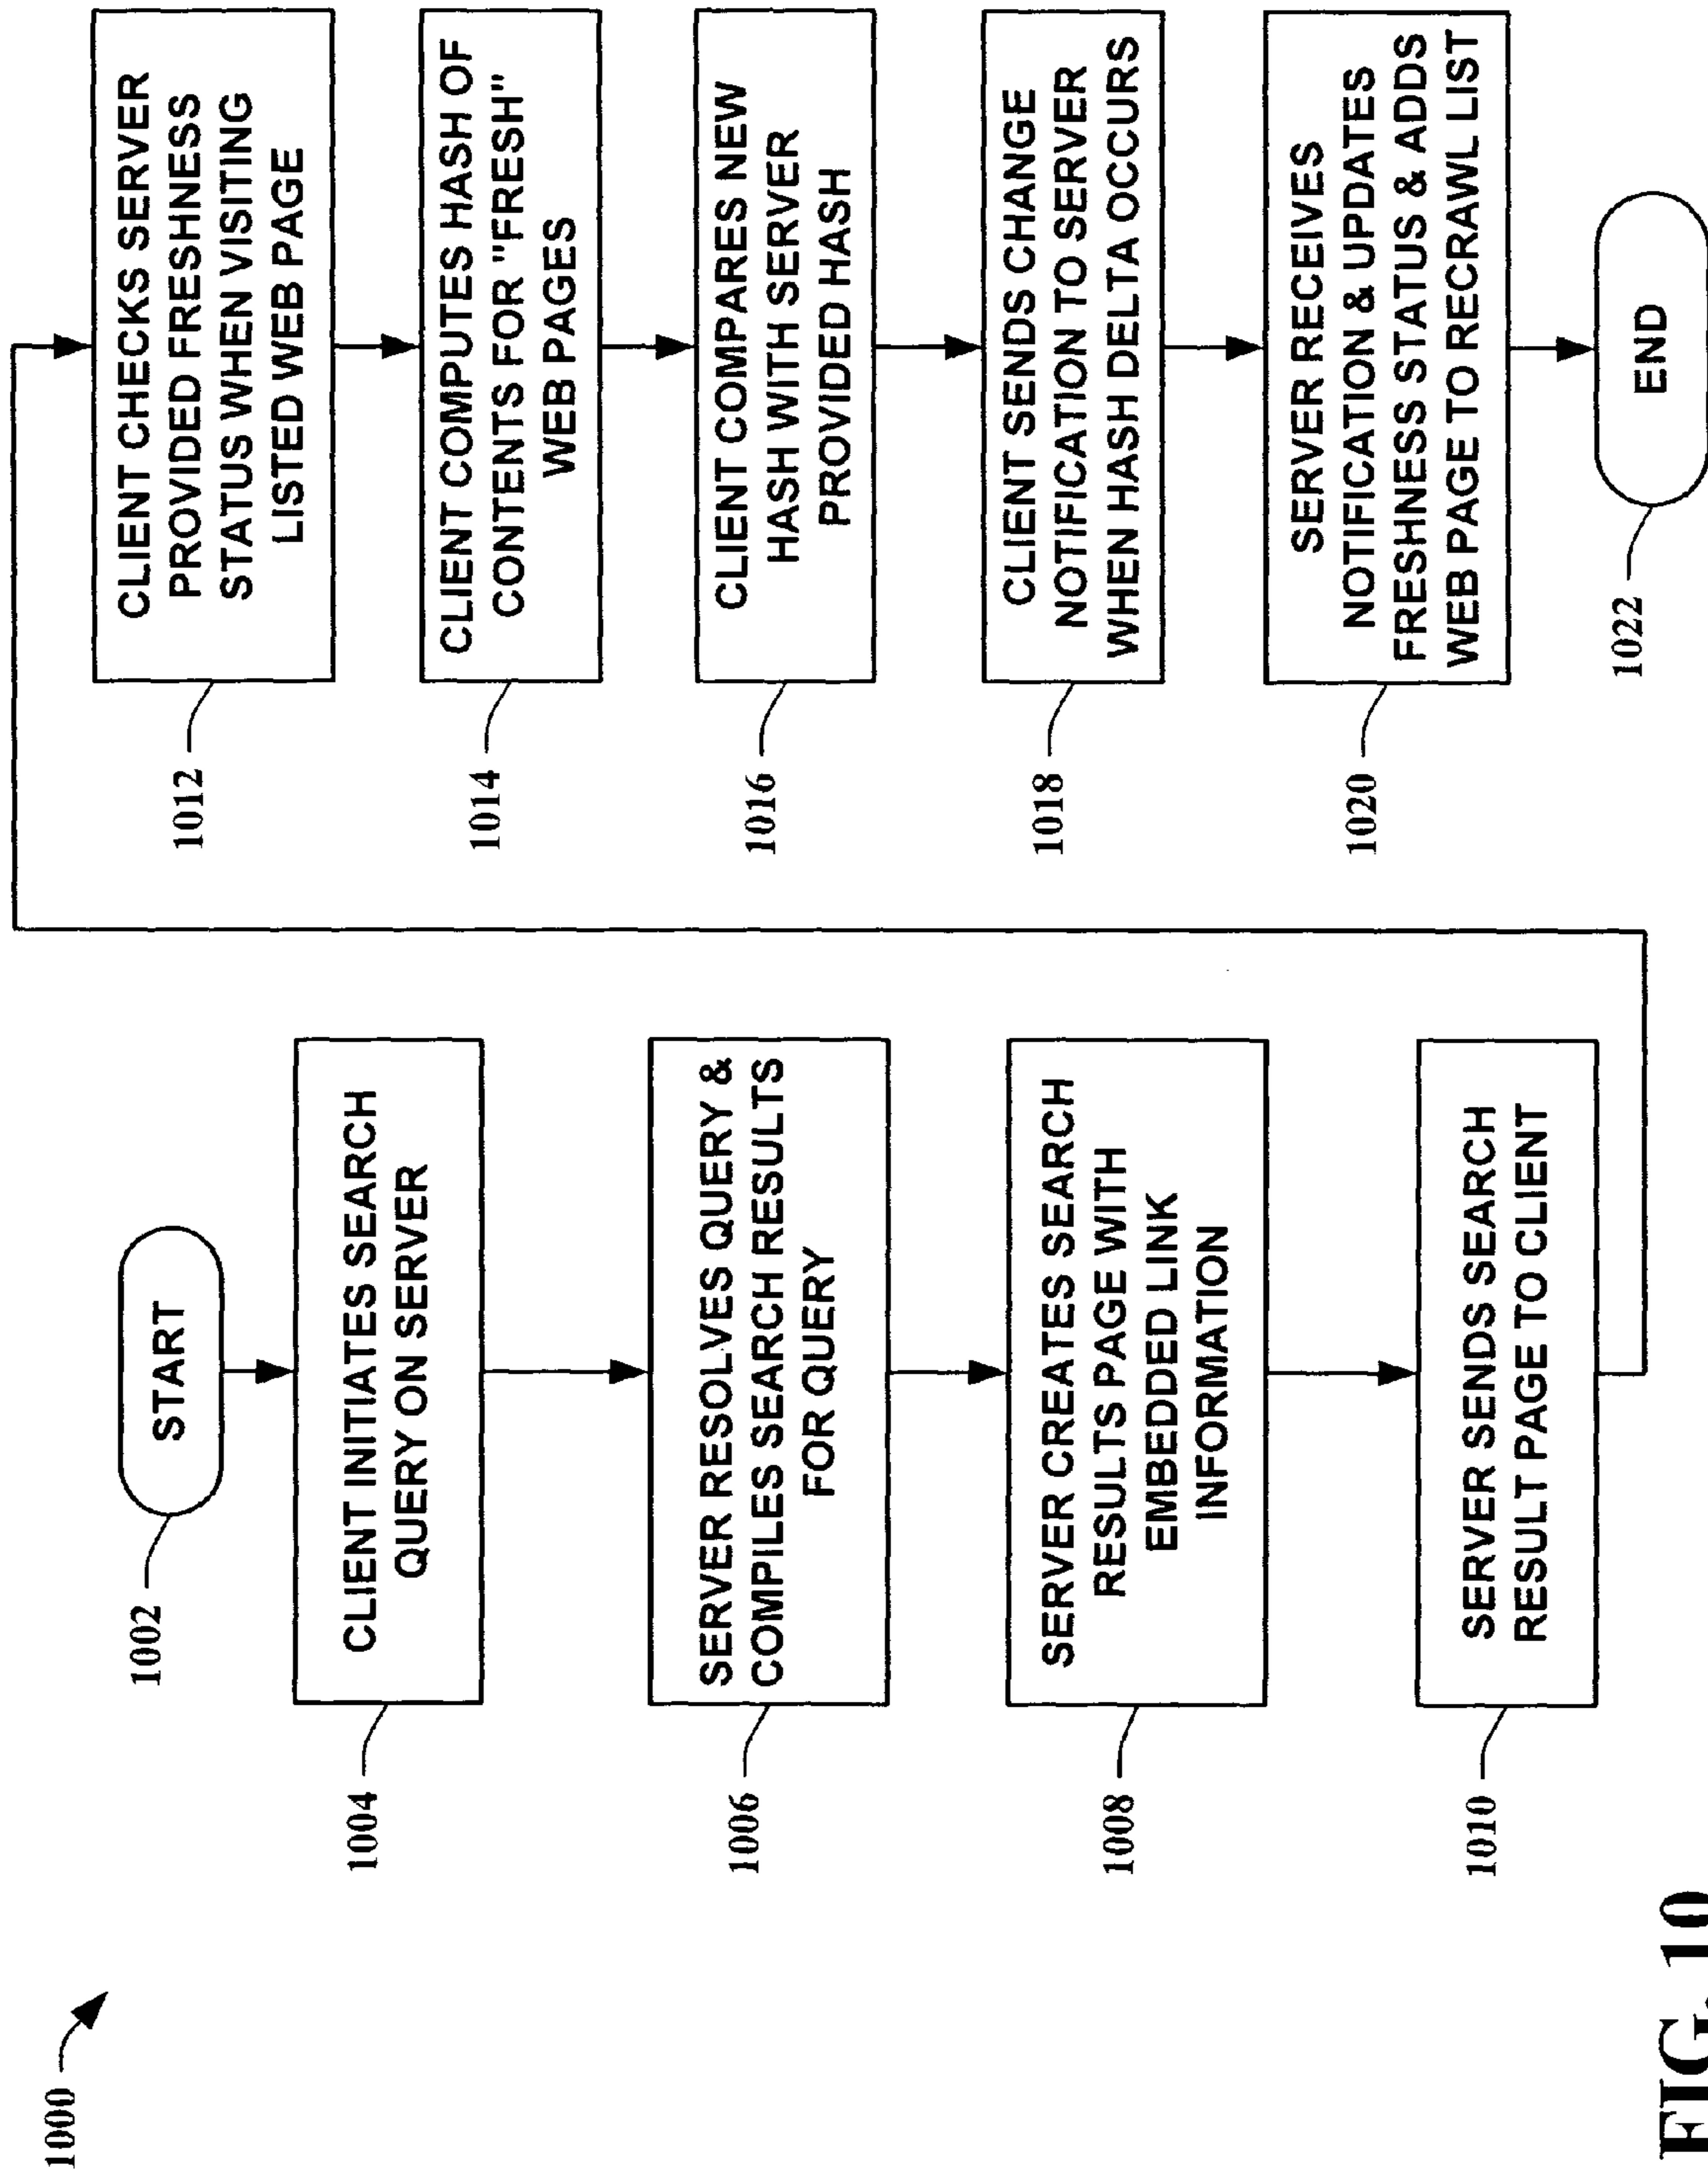 1000
START
1002
CLIENT INITIATES SEARCH
QUERY ON SERVER
1004
SERVER RESOLVES QUERY &
COMPILES SEARCH RESULTS
FOR QUERY
1006
SERVER CREATES SEARCH
RESULTS PAGE WITH
EMBEDDED LINK
INFORMATION
1008
SERVER SENDS SEARCH
RESULT PAGE TO CLIENT
1010
CLIENT CHECKS SERVER
PROVIDED FRESHNESS
STATUS WHEN VISITING
LISTED WEB PAGE
1012
CLIENT COMPUTES HASH OF
CONTENTS FOR "FRESH"
WEB PAGES
1014
CLIENT COMPARES NEW
HASH WITH SERVER
PROVIDED HASH
1016
CLIENT SENDS CHANGE
NOTIFICATION TO SERVER
WHEN HASH DELTA OCCURS
1018
SERVER RECEIVES
NOTIFICATION & UPDATES
FRESHNESS STATUS & ADDS
WEB PAGE TO RECRAWL LIST
1020
END
1022
FIG. 10